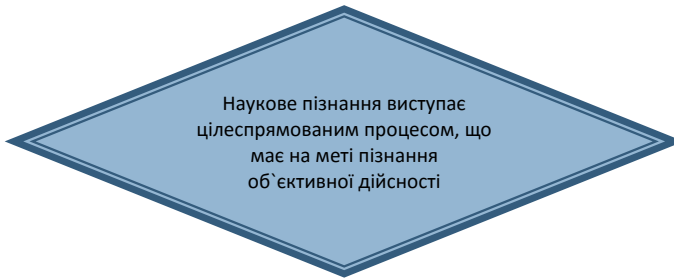 Наукове пізнання виступає
цілеспрямованим процесом, що
має на меті пізнання
об`єктивної дійсності